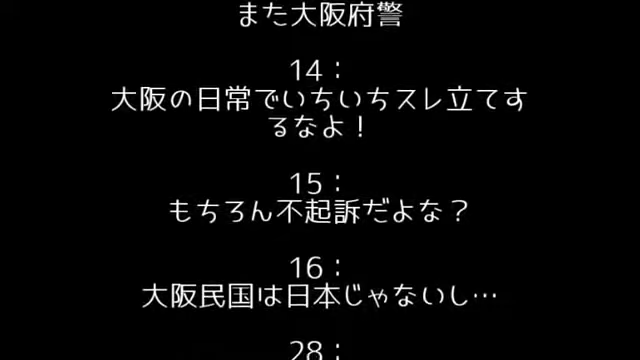 また大阪府警
14：
大阪の日常でいちいちスレ立てす
るなよ！
15：
もちろん不起訴だよな？
16：
大阪民国は日本じゃないし…
28：